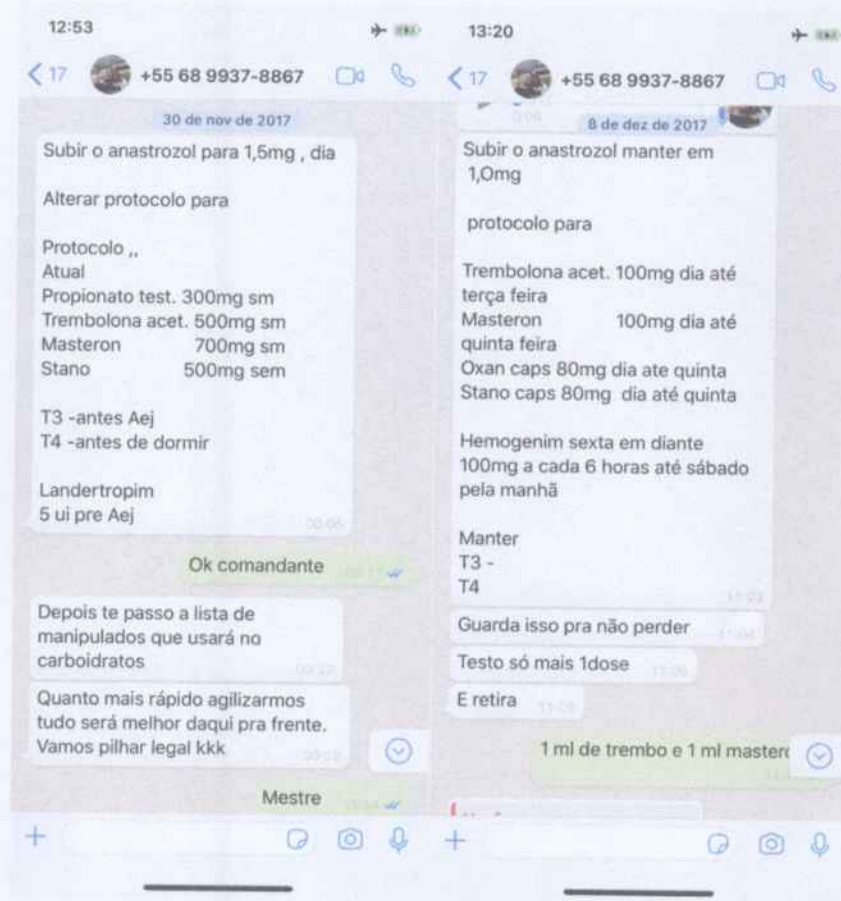 12:53
17
+55 68 9937-8867
30 de nov de 2017
Subir o anastrozol para 1,5mg , dia
Alterar protocolo para
Protocolo ,,
Atual
Propionato test. 300mg sm
Trembolona acet. 500mg sm
Masteron 700mg sm
Stano 500mg sem
T3 -antes Aej
T4 -antes de dormir
Landertropim
5 ui pre Aej
Ok comandante
Depois te passo a lista de
manipulados que usará no
carboidratos
Quanto mais rápido agilizarmos
tudo será melhor daqui pra frente.
Vamos pilhar legal kkk
Mestre
13:20
17
+55 68 9937-8867
8 de dez de 2017
Subir o anastrozol manter em
1,Omg
protocolo para
Trembolona acet. 100mg dia até
terça feira
Masteron 100mg dia até
quinta feira
Oxan caps 80mg dia ate quinta
Stano caps 80mg dia até quinta
Hemogenim sexta em diante
100mg a cada 6 horas até sábado
pela manhã
Manter
T3 -
T4
11:03
Guarda isso pra não perder
Testo só mais 1dose
E retira
1 ml de trembo e 1 ml masterc